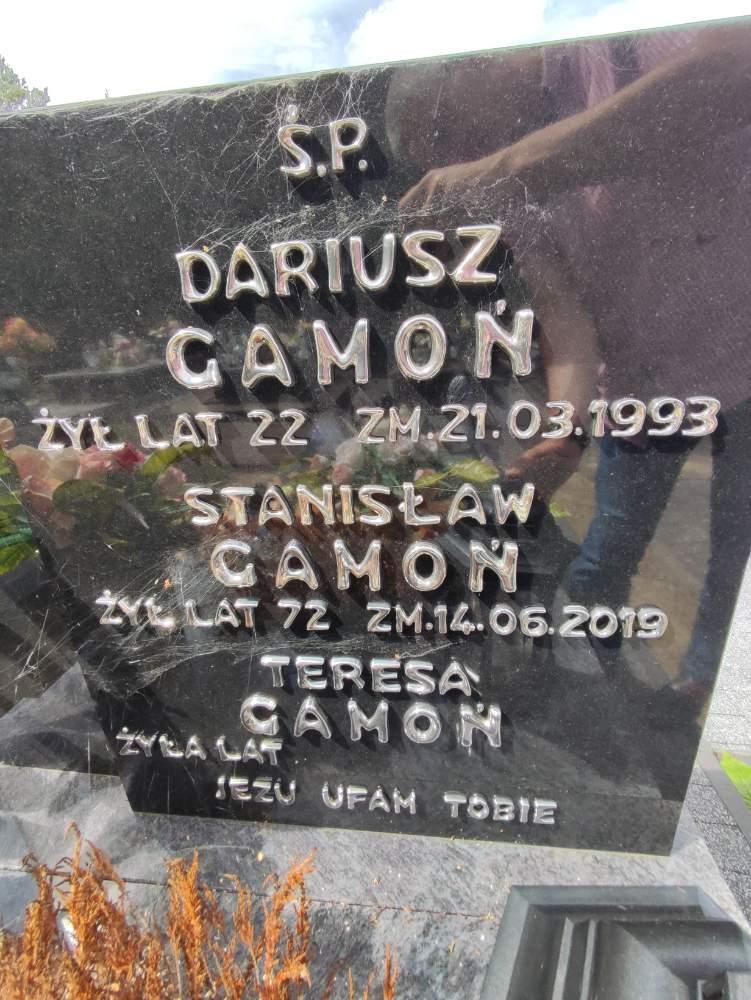 Ś.P.
DARIUSZ
GAMOŃ
ŻYŁ LAT 22 ZM.21.03.1993
STANISŁAW
GAMOŃ
ŻYŁ LAT 72 ZM.14.06.2019
TERESA
GAMOŃ
ŻYŁA LAT
JEZU UFAM TOBIE